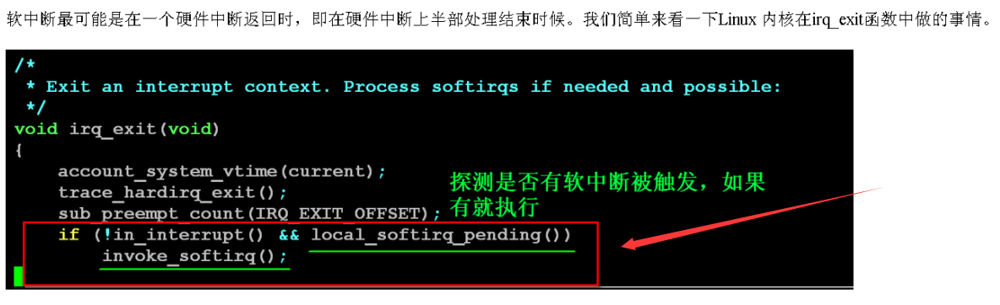 软中断最可能是在一个硬件中断返回时，即在硬件中断上半部处理结束时候。我们简单来看一下Linux 内核在irq_exit函数中做的事情。
/*
 * Exit an interrupt context. Process softirqs if needed and possible:
 */
void irq_exit(void)
{
    account_system_vtime(current);
    trace_hardirq_exit();
    sub_preempt_count(IRQ_EXIT_OFFSET);
探测是否有软中断被触发，如果
有就执行
    if (!in_interrupt() && local_softirq_pending())
        invoke_softirq();